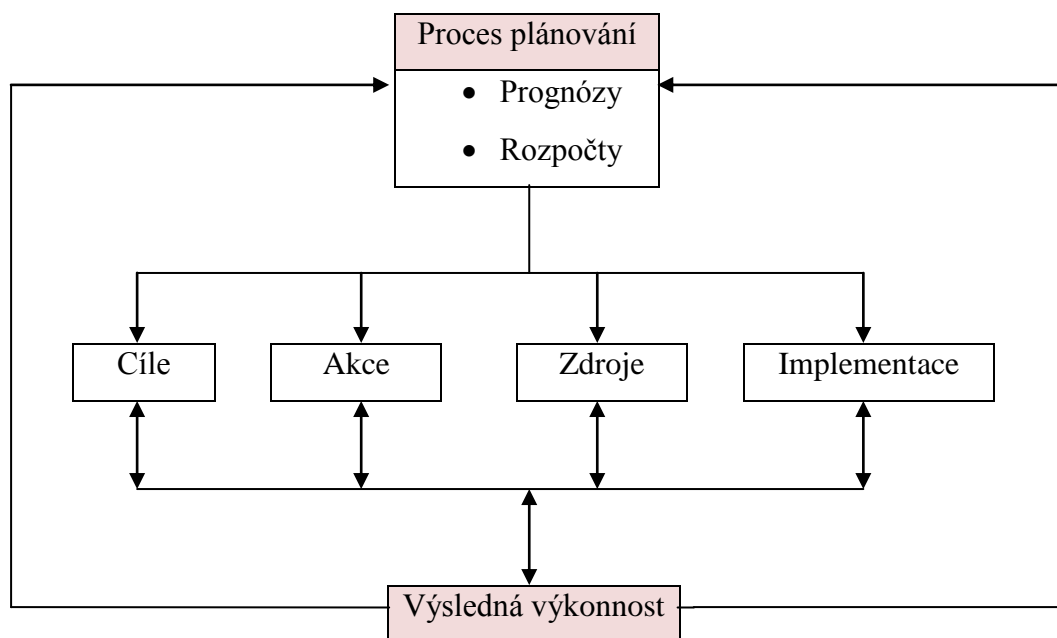 Proces plánování
• Prognózy
• Rozpočty
Cíle
Akce
Zdroje
Implementace
Výsledná výkonnost